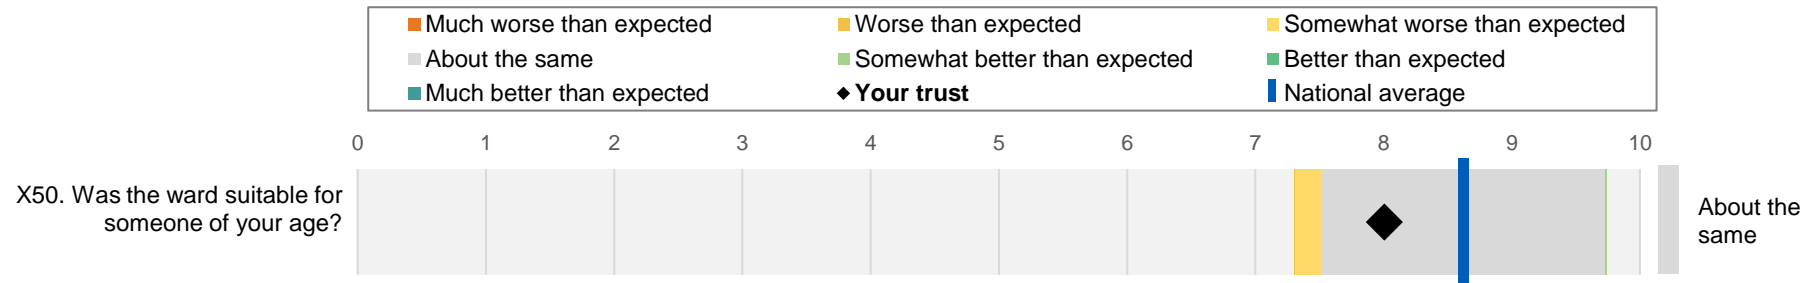 Much worse than expected Worse than expected Somewhat worse than expected
About the same Somewhat better than expected Better than expected
Much better than expected Your trust National average
0 1 2 3 4 5 6 7 8 9 10
X50. Was the ward suitable for
someone of your age?
About the
same